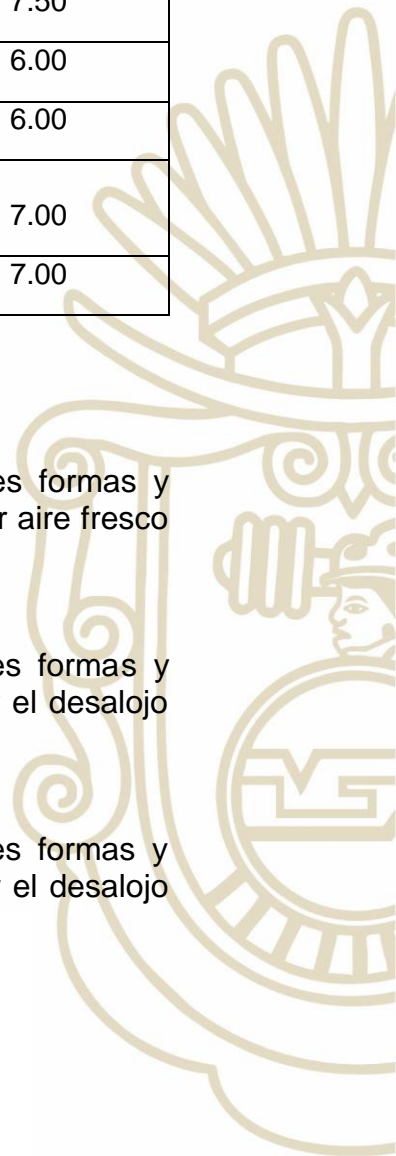 7.50
6.00
6.00
7.00
7.00
es formas y
r aire fresco
es formas y
r el desalojo
es formas y
r el desalojo